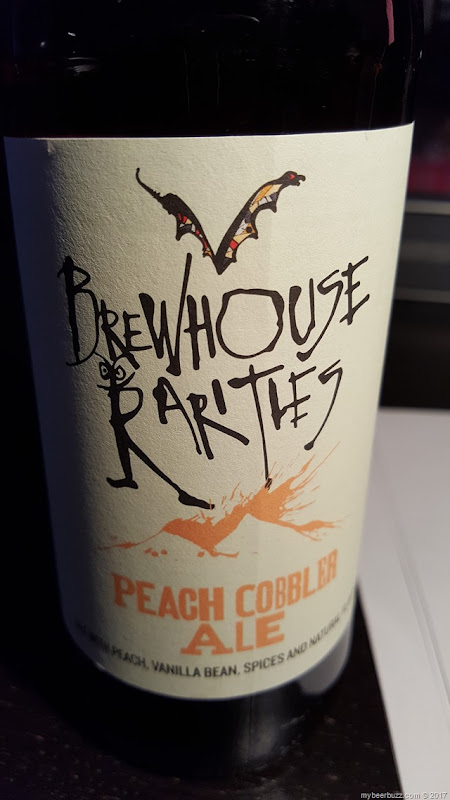 BREWHOUSE
RARITIES
PEACH COBBLER
ALE
WITH PEACH, VANILLA BEAN, SPICES AND NATURAL
mybeerbuzz.com © 2017